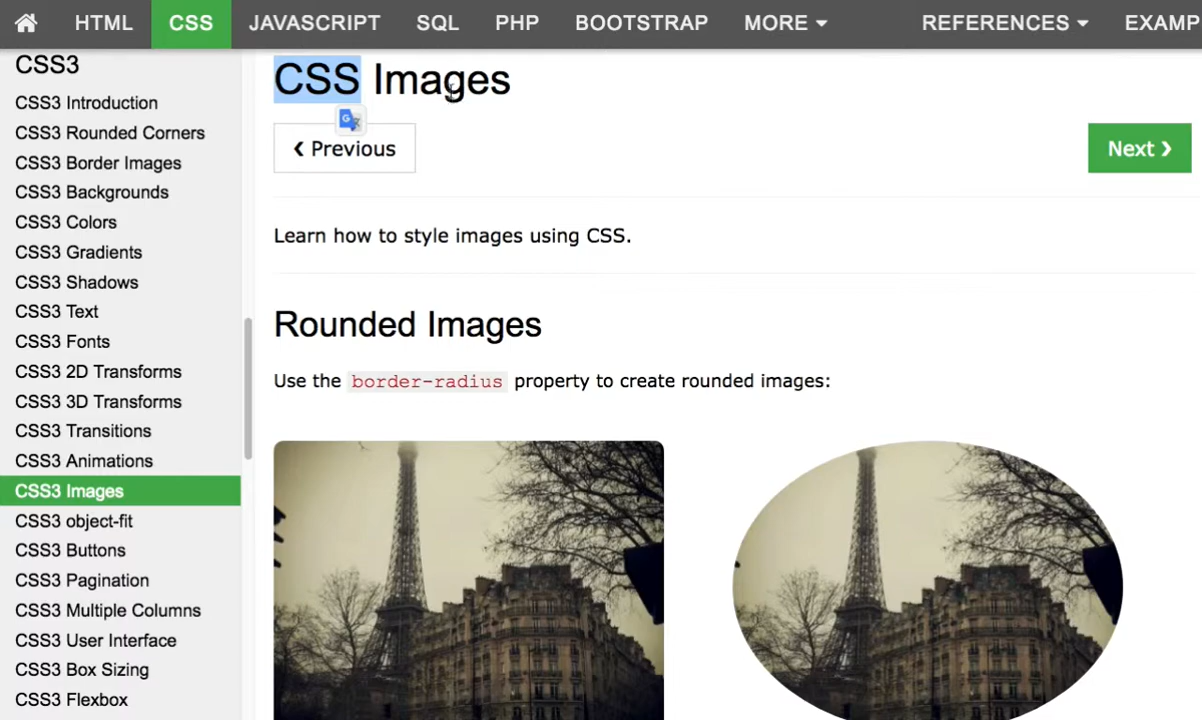 HTML CSS JAVASCRIPT SQL PHP BOOTSTRAP MORE REFERENCES EXAMP
CSS3
CSS3 Introduction
CSS3 Rounded Corners
CSS3 Border Images
CSS3 Backgrounds
CSS3 Colors
CSS3 Gradients
CSS3 Shadows
CSS3 Text
CSS3 Fonts
CSS3 2D Transforms
CSS3 3D Transforms
CSS3 Transitions
CSS3 Animations
CSS3 Images
CSS3 object-fit
CSS3 Buttons
CSS3 Pagination
CSS3 Multiple Columns
CSS3 User Interface
CSS3 Box Sizing
CSS3 Flexbox
CSS Images
❮ Previous
Next ❯
Learn how to style images using CSS.
Rounded Images
Use the border-radius property to create rounded images: